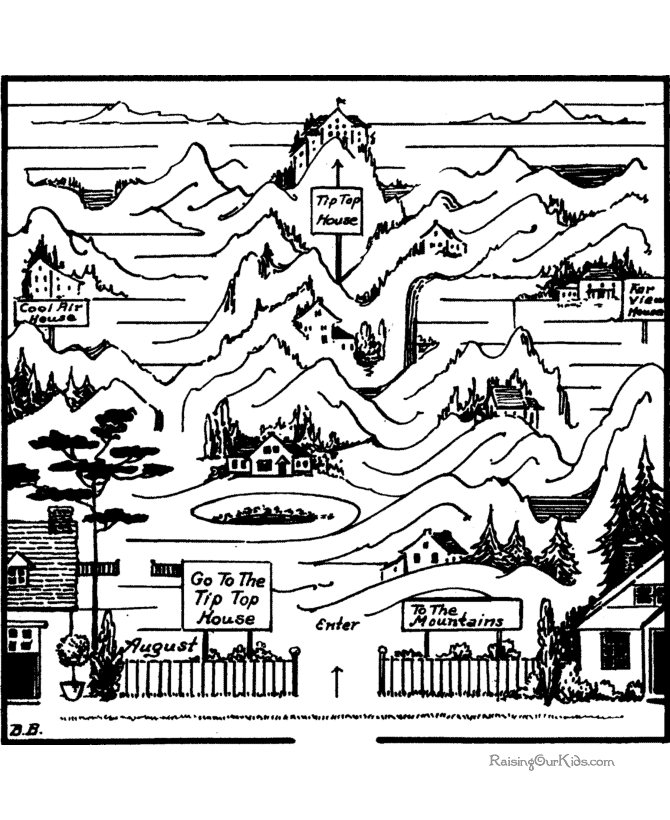 Tip Top
House
Cool Air
House
Far
View
House
Go To The
Tip Top
House
To The
Mountains
Enter
August
B.B.
RaisingOurKids.com